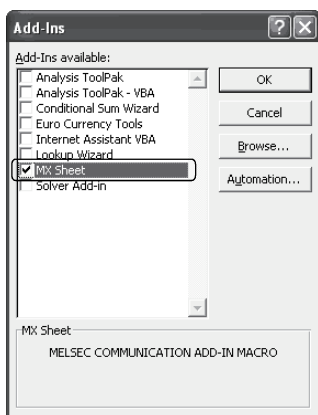 Add-Ins
Add-Ins available:
Analysis ToolPak
Analysis ToolPak - VBA
Conditional Sum Wizard
Euro Currency Tools
Internet Assistant VBA
Lookup Wizard
MX Sheet
Solver Add-in
OK
Cancel
Browse...
Automation...
MX Sheet
MELSEC COMMUNICATION ADD-IN MACRO